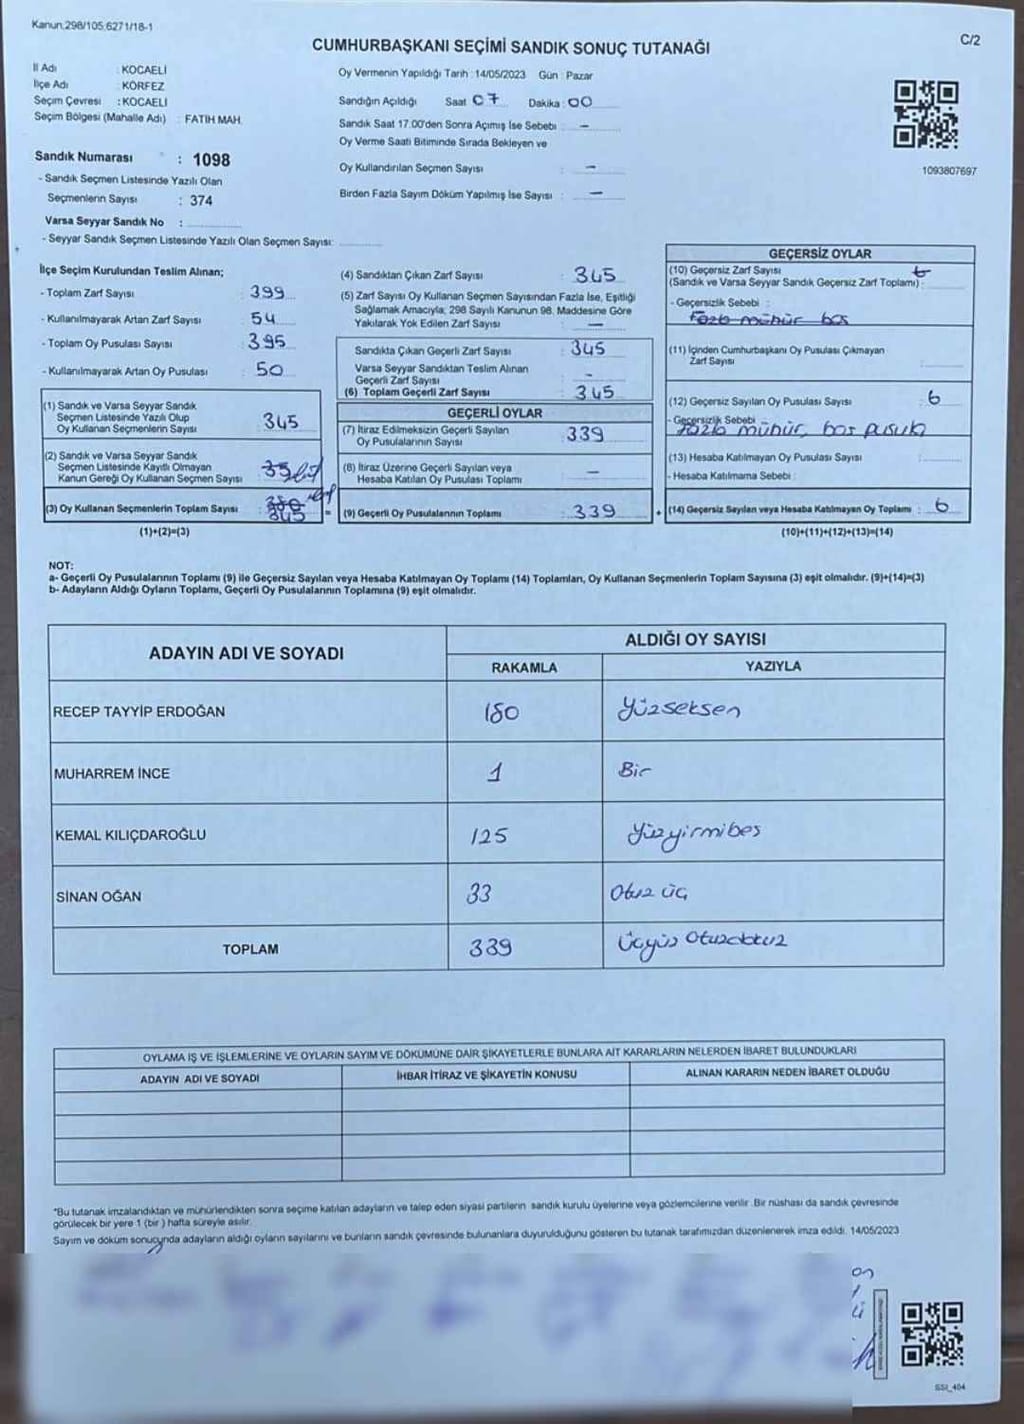 Kanun,298/105,6271/18-1
C/2
CUMHURBAŞKANI SEÇİMİ SANDIK SONUÇ TUTANAĞI
İl Adı : KOCAELİ
İlçe Adı : KÖRFEZ
Seçim Çevresi : KOCAELİ
Seçim Bölgesi (Mahalle Adı) : FATİH MAH.
Sandık Numarası : 1098
- Sandık Seçmen Listesinde Yazılı Olan
Seçmenlerin Sayısı : 374
Varsa Seyyar Sandık No :
- Seyyar Sandık Seçmen Listesinde Yazılı Olan Seçmen Sayısı:
Oy Vermenin Yapıldığı Tarih : 14/05/2023 Gün : Pazar
Sandığın Açıldığı Saat 07 Dakika : 00
Sandık Saat 17.00'den Sonra Açılmış İse Sebebi : -
Oy Verme Saati Bitiminde Sırada Bekleyen ve
Oy Kullandırılan Seçmen Sayısı : -
Birden Fazla Sayım Döküm Yapılmış İse Sayısı : -
1093807697
İlçe Seçim Kurulundan Teslim Alınan;
- Toplam Zarf Sayısı : 399
- Kullanılmayarak Artan Zarf Sayısı : 54
- Toplam Oy Pusulası Sayısı : 395
- Kullanılmayarak Artan Oy Pusulası : 50
(1) Sandık ve Varsa Seyyar Sandık
Seçmen Listesinde Yazılı Olup
Oy Kullanan Seçmenlerin Sayısı : 345
(2) Sandık ve Varsa Seyyar Sandık
Seçmen Listesinde Kayıtlı Olmayan
Kanun Gereği Oy Kullanan Seçmen Sayısı :
(3) Oy Kullanan Seçmenlerin Toplam Sayısı : 345
(1)+(2)=(3)
(4) Sandıktan Çıkan Zarf Sayısı : 345
(5) Zarf Sayısı Oy Kullanan Seçmen Sayısından Fazla İse, Eşitliği
Sağlamak Amacıyla; 298 Sayılı Kanunun 98. Maddesine Göre
Yakılarak Yok Edilen Zarf Sayısı : -
Sandıkta Çıkan Geçerli Zarf Sayısı : 345
Varsa Seyyar Sandıktan Teslim Alınan
Geçerli Zarf Sayısı : -
(6) Toplam Geçerli Zarf Sayısı : 345
GEÇERLİ OYLAR
(7) İtiraz Edilmeksizin Geçerli Sayılan
Oy Pusulalarının Sayısı : 339
(8) İtiraz Üzerine Geçerli Sayılan veya
Hesaba Katılan Oy Pusulası Toplamı : -
= (9) Geçerli Oy Pusulalarının Toplamı : 339
GEÇERSİZ OYLAR
(10) Geçersiz Zarf Sayısı
(Sandık ve Varsa Seyyar Sandık Geçersiz Zarf Toplamı) : 6
- Geçersizlik Sebebi :
Fazla mühür boş
(11) İçinden Cumhurbaşkanı Oy Pusulası Çıkmayan
Zarf Sayısı :
(12) Geçersiz Sayılan Oy Pusulası Sayısı : 6
- Geçersizlik Sebebi :
Fazla mühür, boş pusula
(13) Hesaba Katılmayan Oy Pusulası Sayısı :
- Hesaba Katılmama Sebebi :
+ (14) Geçersiz Sayılan veya Hesaba Katılmayan Oy Toplamı : 6
(10)+(11)+(12)+(13)=(14)
NOT:
a- Geçerli Oy Pusulalarının Toplamı (9) ile Geçersiz Sayılan veya Hesaba Katılmayan Oy Toplamı (14) Toplamları, Oy Kullanan Seçmenlerin Toplam Sayısına (3) eşit olmalıdır. (9)+(14)=(3)
b- Adayların Aldığı Oyların Toplamı, Geçerli Oy Pusulalarının Toplamına (9) eşit olmalıdır.
ADAYIN ADI VE SOYADI
ALDIĞI OY SAYISI
RAKAMLA YAZIYLA
RECEP TAYYİP ERDOĞAN 180 Yüzseksen
MUHARREM İNCE 1 Bir
KEMAL KILIÇDAROĞLU 125 Yüzyirmibeş
SİNAN OĞAN 33 Otuz üç
TOPLAM 339 Üçyüz Otuzdokuz
OYLAMA İŞ VE İŞLEMLERİNE VE OYLARIN SAYIM VE DÖKÜMÜNE DAİR ŞİKAYETLERLE BUNLARA AİT KARARLARIN NELERDEN İBARET BULUNDUKLARI
ADAYIN ADI VE SOYADI İHBAR İTİRAZ VE ŞİKAYETİN KONUSU ALINAN KARARIN NEDEN İBARET OLDUĞU
*Bu tutanak imzalandıktan ve mühürlendikten sonra seçime katılan adayların ve talep eden siyasi partilerin sandık kurulu üyelerine veya gözlemcilerine verilir. Bir nüshası da sandık çevresinde
görülecek bir yere 1 (bir ) hafta süreyle asılır.
Sayım ve döküm sonucunda adayların aldığı oyların sayılarını ve bunların sandık çevresinde bulunanlara duyurulduğunu gösteren bu tutanak tarafımızdan düzenlenerek imza edildi. 14/05/2023
SSI_404